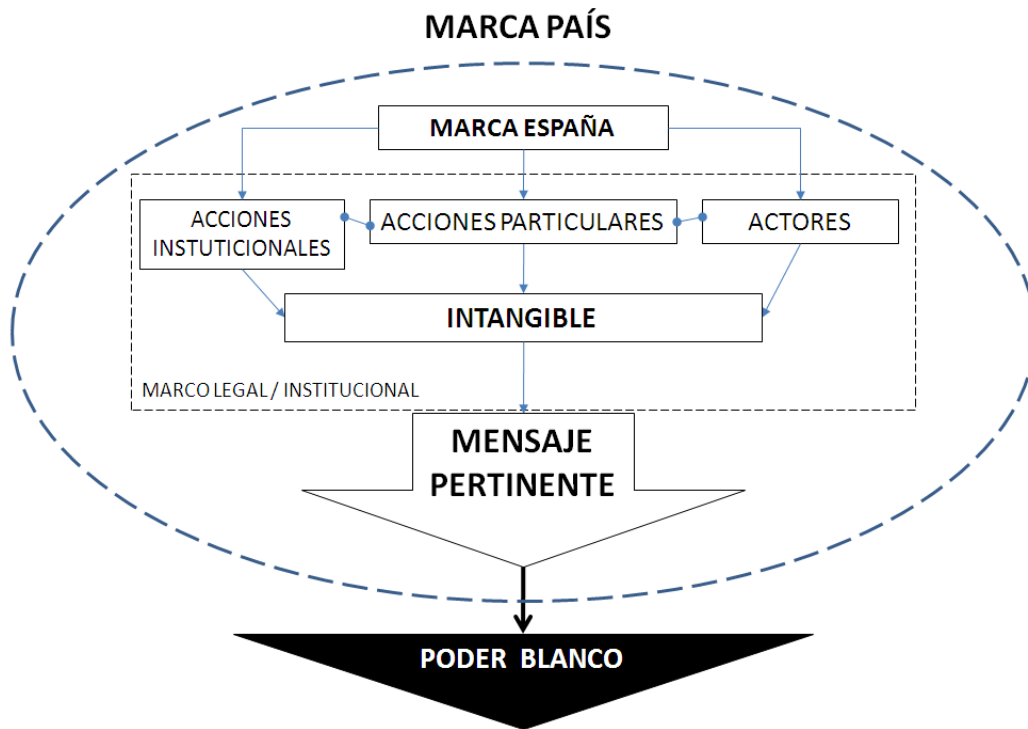 MARCA PAÍS
MARCA ESPAÑA
ACCIONES
INSTUTICIONALES
ACCIONES PARTICULARES
ACTORES
INTANGIBLE
MARCO LEGAL / INSTITUCIONAL
MENSAJE
PERTINENTE
PODER BLANCO